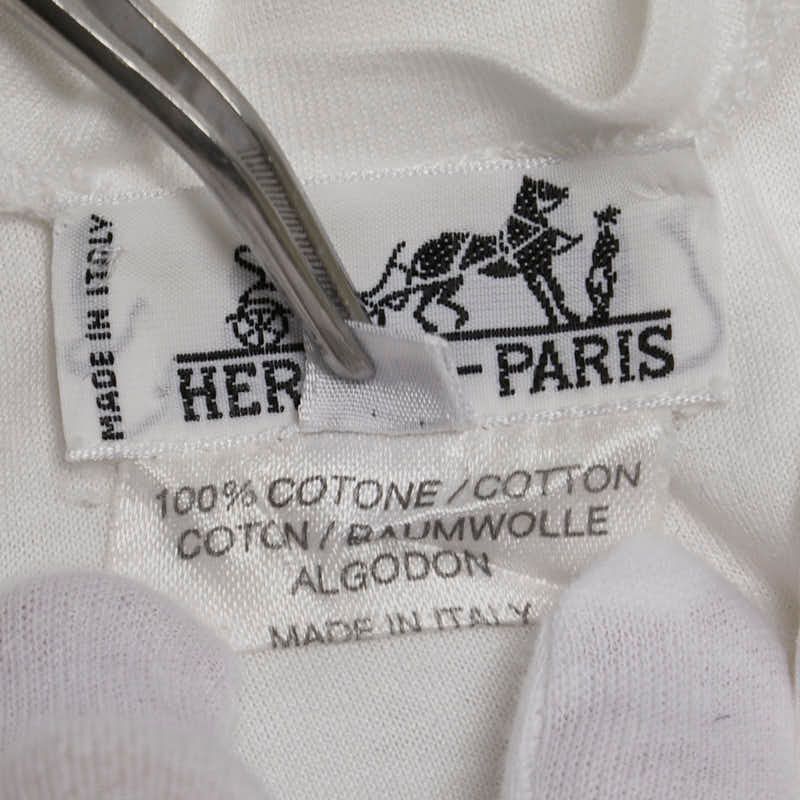 MADE IN ITALY
HER -PARIS
100% COTONE/COTTON
COTON/BAUMWOLLE
ALGODON
MADE IN ITALY